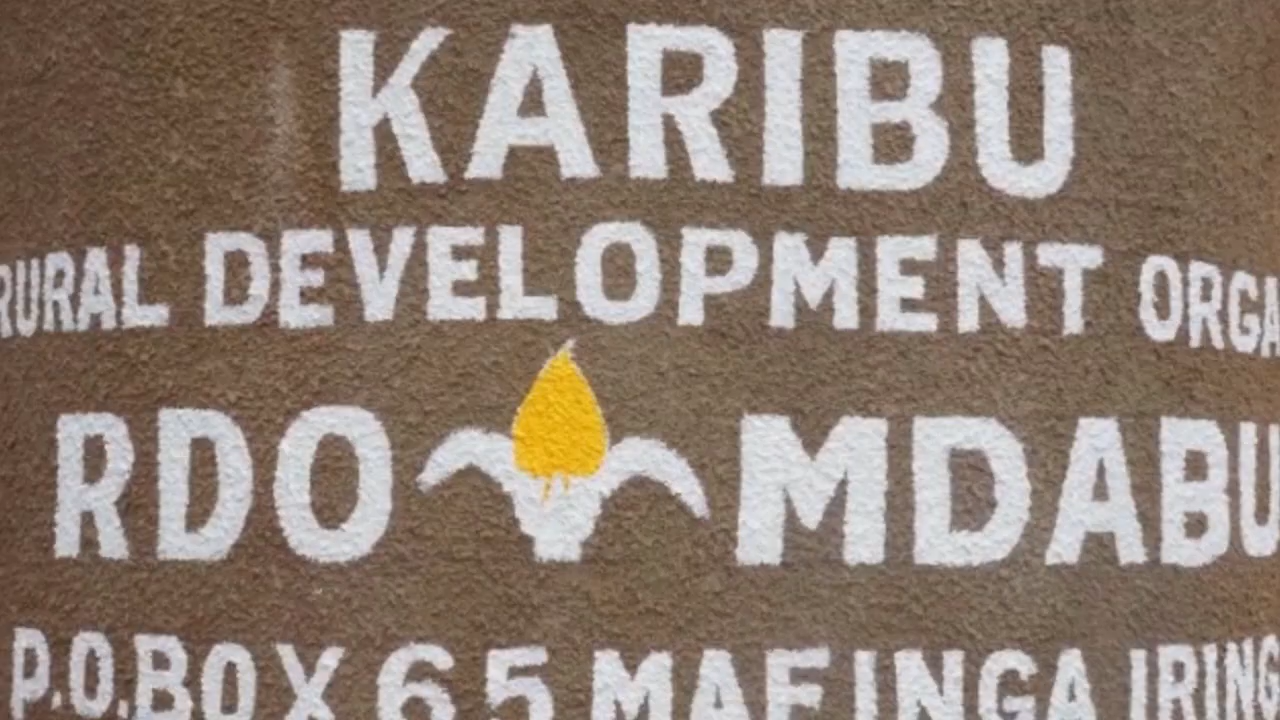 KARIBU
RURAL DEVELOPMENT ORGA
RDO MDABU
P.O.BOX 65 MAFINGA IRING